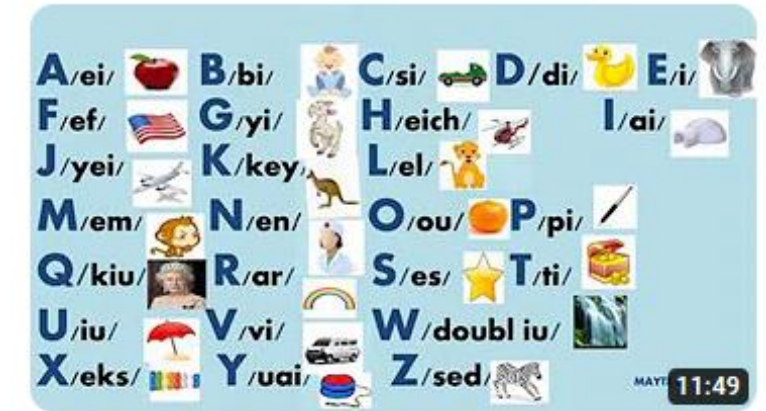 A/ei/ B/bi/ C/si/ D/di/ E/i/
F/ef/ G/yi/ H/eich/ I/ai/
J/yei/ K/key/ L/el/
M/em/ N/en/ O/ou/ P/pi/
Q/kiu/ R/ar/ S/es/ T/ti/
U/iu/ V/vi/ W/doubl iu/
X/eks/ Y/uai/ Z/sed/
11:49